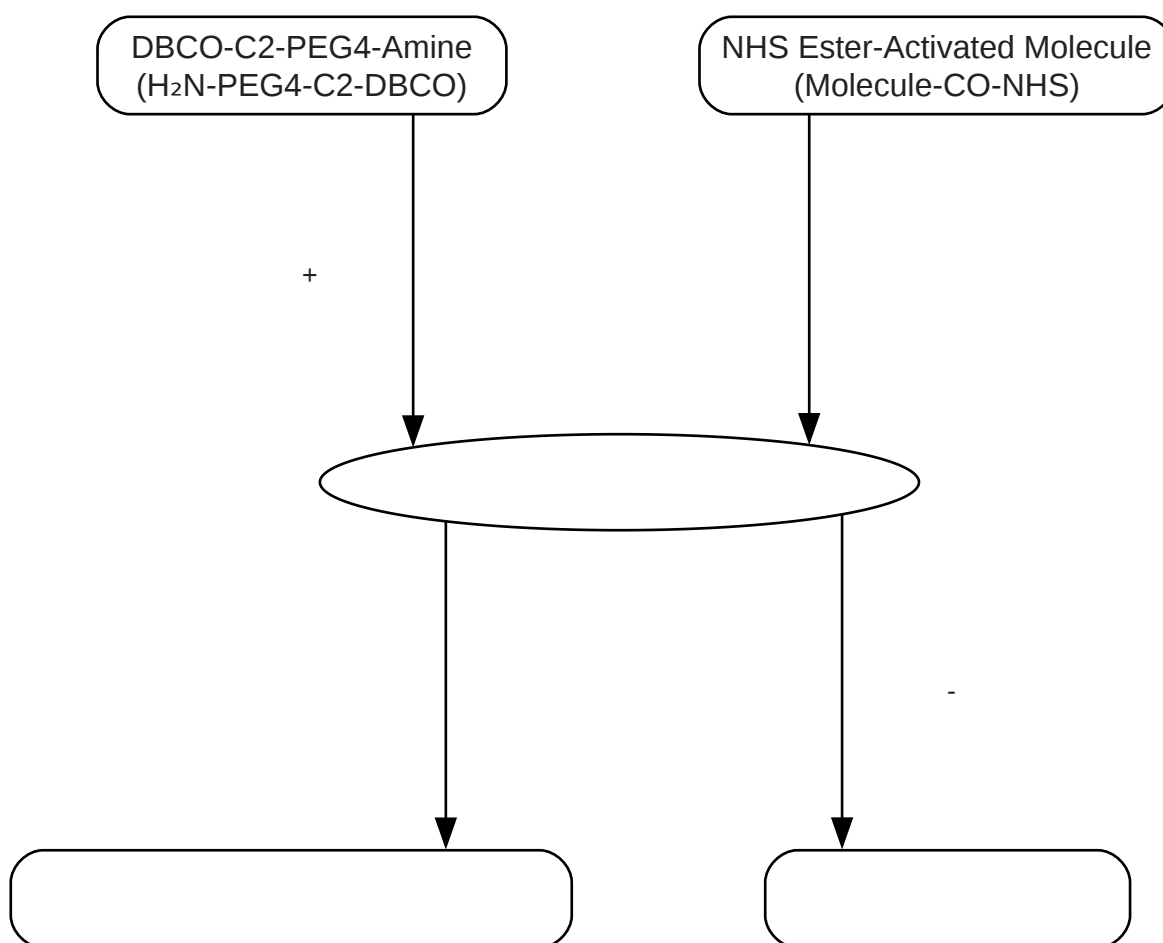 DBCO-C2-PEG4-Amine
(H₂N-PEG4-C2-DBCO)
NHS Ester-Activated Molecule
(Molecule-CO-NHS)
+
-